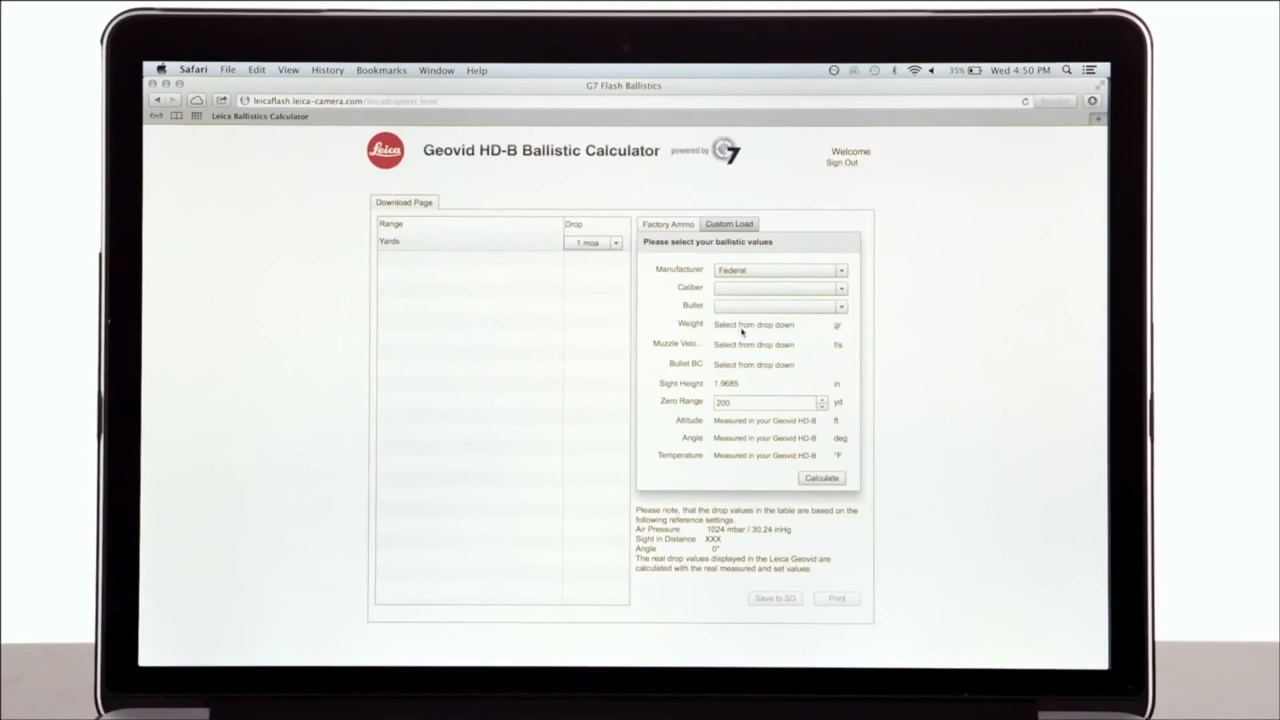 Safari File Edit View History Bookmarks Window Help 35% Wed 4:50 PM
G7 Flash Ballistics
leicaflash.leica-camera.com/leicadroptest.html Reader
Leica Ballistics Calculator
Leica Geovid HD-B Ballistic Calculator powered by G7
Welcome
Sign Out
Download Page
Range Drop
Yards 1 moa
Factory Ammo Custom Load
Please select your ballistic values
Manufacturer Federal
Caliber
Bullet
Weight Select from drop down gr
Muzzle Velo... Select from drop down f/s
Bullet BC Select from drop down
Sight Height 1.9685 in
Zero Range 200 yd
Altitude Measured in your Geovid HD-B ft
Angle Measured in your Geovid HD-B deg
Temperature Measured in your Geovid HD-B °F
Calculate
Please note, that the drop values in the table are based on the
following reference settings.
Air Pressure 1024 mbar / 30.24 inHg
Sight in Distance XXX
Angle 0°
The real drop values displayed in the Leica Geovid are
calculated with the real measured and set values.
Save to SD Print